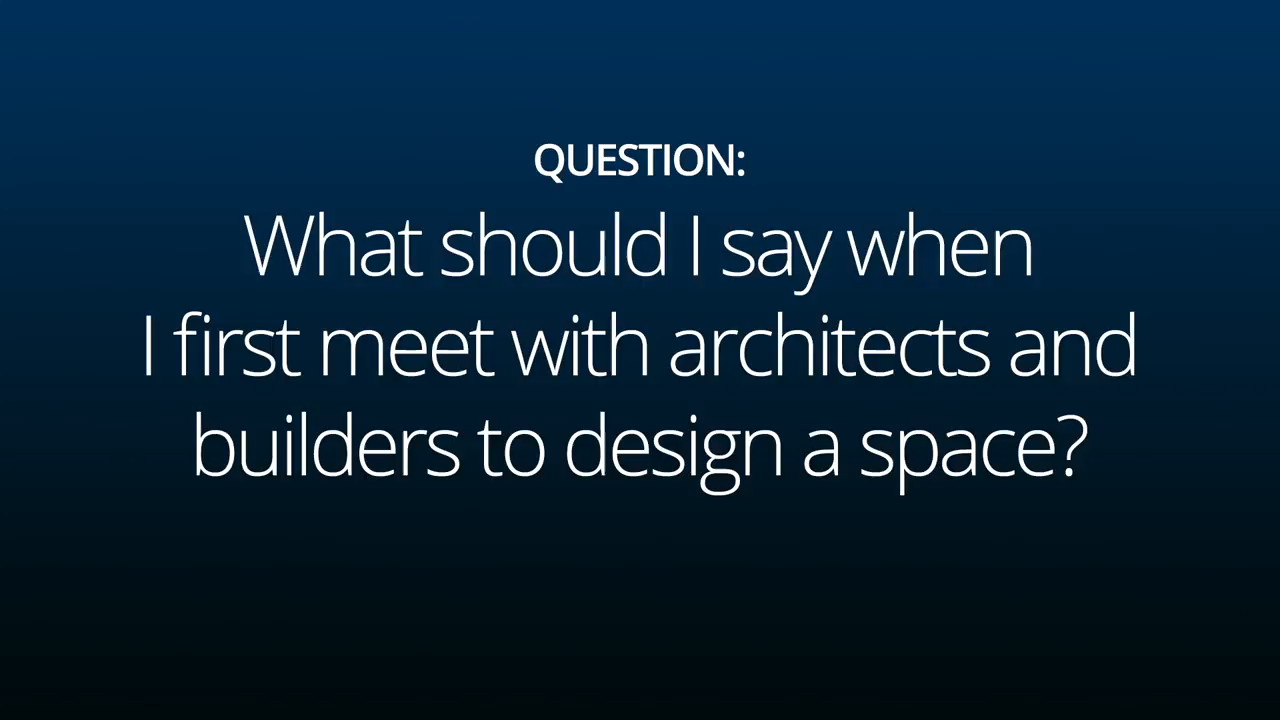 QUESTION:
What should I say when
I first meet with architects and
builders to design a space?